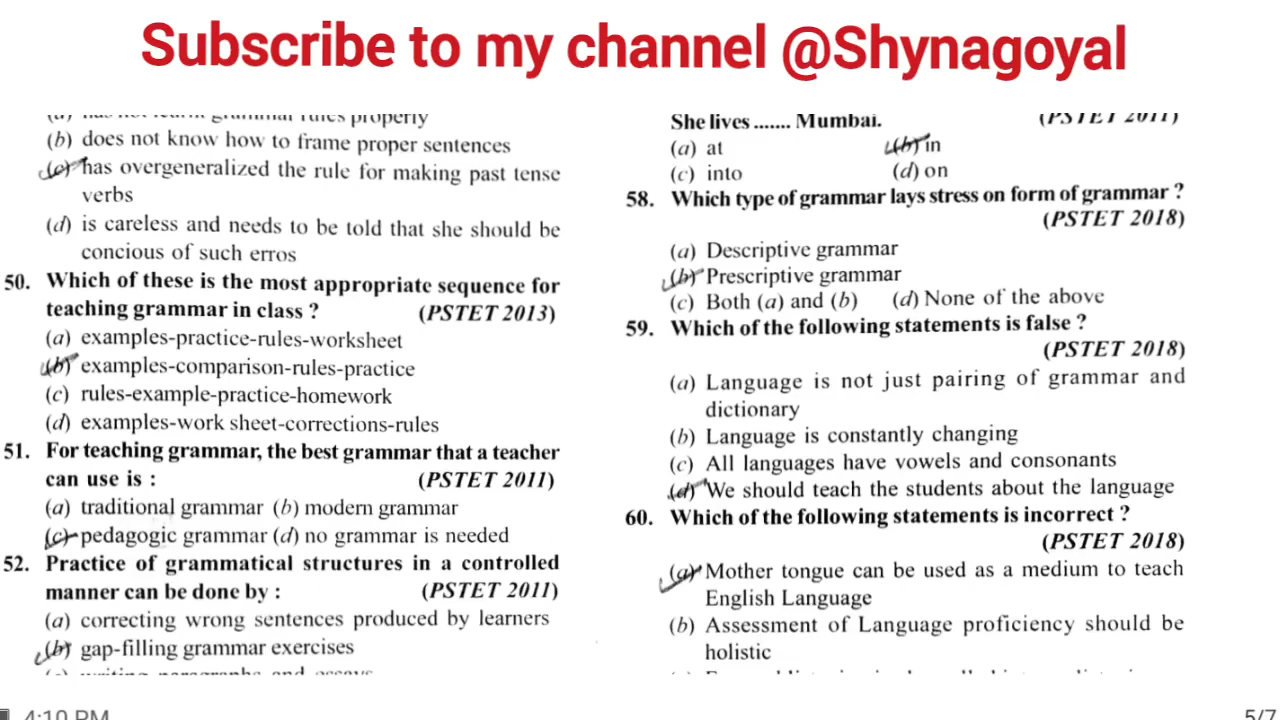 Subscribe to my channel @Shynagoyal
grammar rules properly
(b) does not know how to frame proper sentences
(c) has overgeneralized the rule for making past tense
verbs
(d) is careless and needs to be told that she should be
concious of such erros
50. Which of these is the most appropriate sequence for
teaching grammar in class ? (PSTET 2013)
(a) examples-practice-rules-worksheet
(b) examples-comparison-rules-practice
(c) rules-example-practice-homework
(d) examples-work sheet-corrections-rules
51. For teaching grammar, the best grammar that a teacher
can use is : (PSTET 2011)
(a) traditional grammar (b) modern grammar
(c) pedagogic grammar (d) no grammar is needed
52. Practice of grammatical structures in a controlled
manner can be done by : (PSTET 2011)
(a) correcting wrong sentences produced by learners
(b) gap-filling grammar exercises
She lives ....... Mumbai. (PSTET 2011)
(a) at (b) in
(c) into (d) on
58. Which type of grammar lays stress on form of grammar ?
(PSTET 2018)
(a) Descriptive grammar
(b) Prescriptive grammar
(c) Both (a) and (b) (d) None of the above
59. Which of the following statements is false ?
(PSTET 2018)
(a) Language is not just pairing of grammar and
dictionary
(b) Language is constantly changing
(c) All languages have vowels and consonants
(d) We should teach the students about the language
60. Which of the following statements is incorrect ?
(PSTET 2018)
(a) Mother tongue can be used as a medium to teach
English Language
(b) Assessment of Language proficiency should be
holistic
4:10 PM
5/7